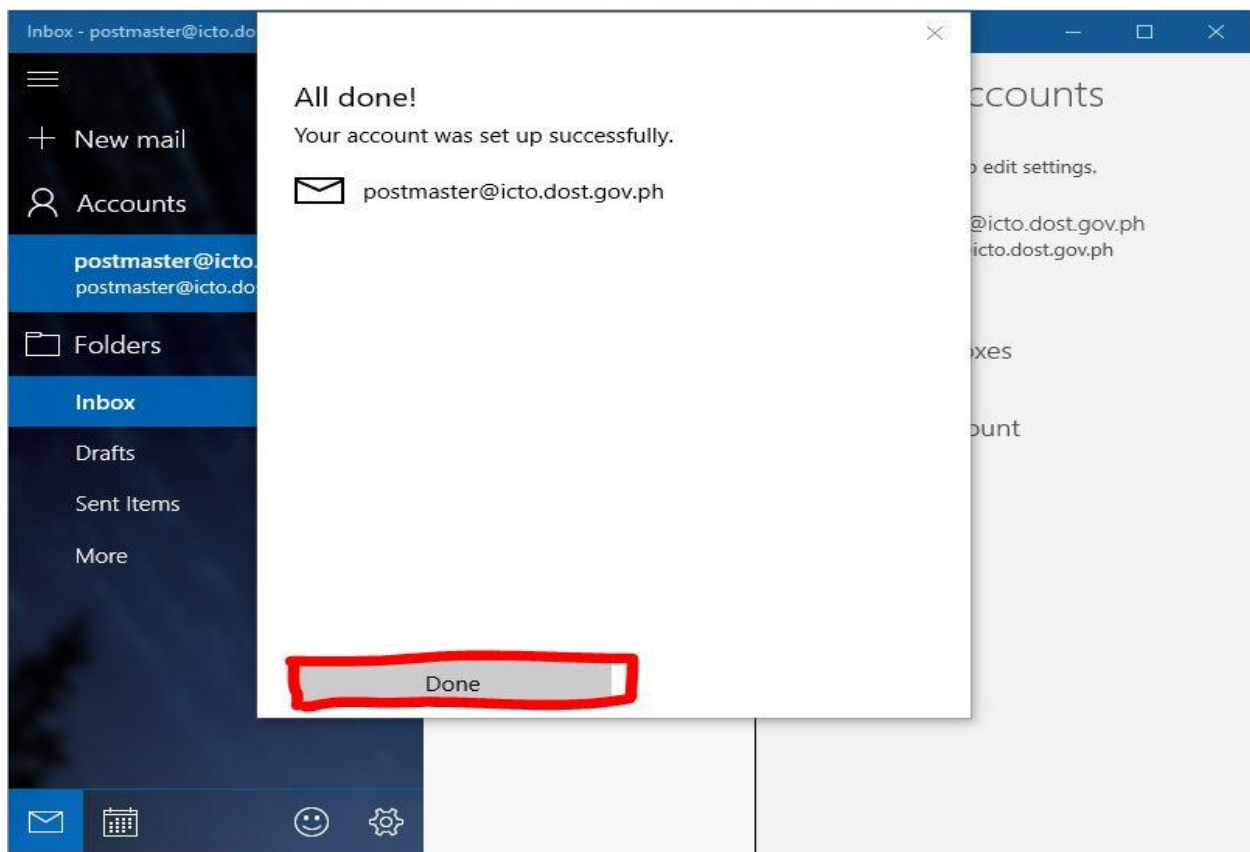 Inbox - postmaster@icto.do
New mail
Accounts
postmaster@icto.
postmaster@icto.do
Folders
Inbox
Drafts
Sent Items
More
All done!
Your account was set up successfully.
postmaster@icto.dost.gov.ph
Done
ccounts
edit settings.
@icto.dost.gov.ph
icto.dost.gov.ph
xes
ount